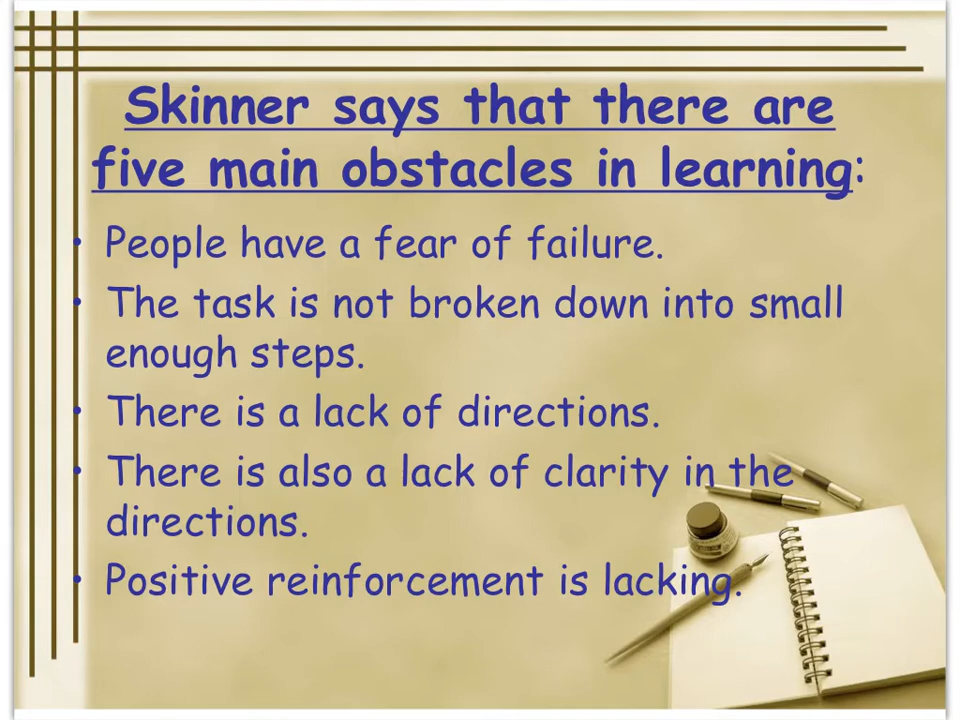 Skinner says that there are
five main obstacles in learning:
• People have a fear of failure.
• The task is not broken down into small
enough steps.
• There is a lack of directions.
• There is also a lack of clarity in the
directions.
• Positive reinforcement is lacking.